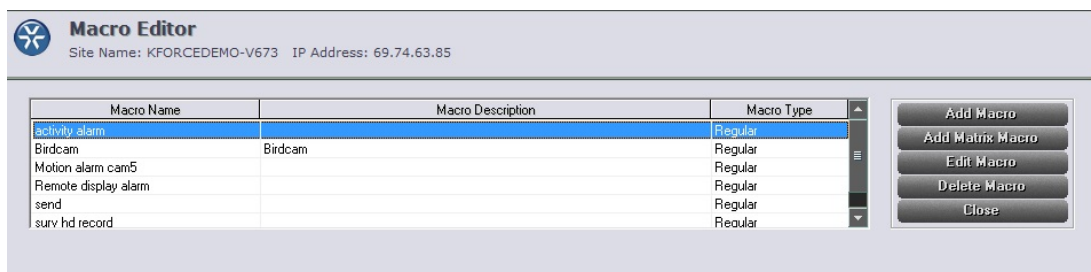 Macro Editor
Site Name: KFORCEDEMO-V673 IP Address: 69.74.63.85
Macro Name Macro Description Macro Type
activity alarm Regular
Birdcam Birdcam Regular
Motion alarm cam5 Regular
Remote display alarm Regular
send Regular
surv hd record Regular
Add Macro
Add Matrix Macro
Edit Macro
Delete Macro
Close